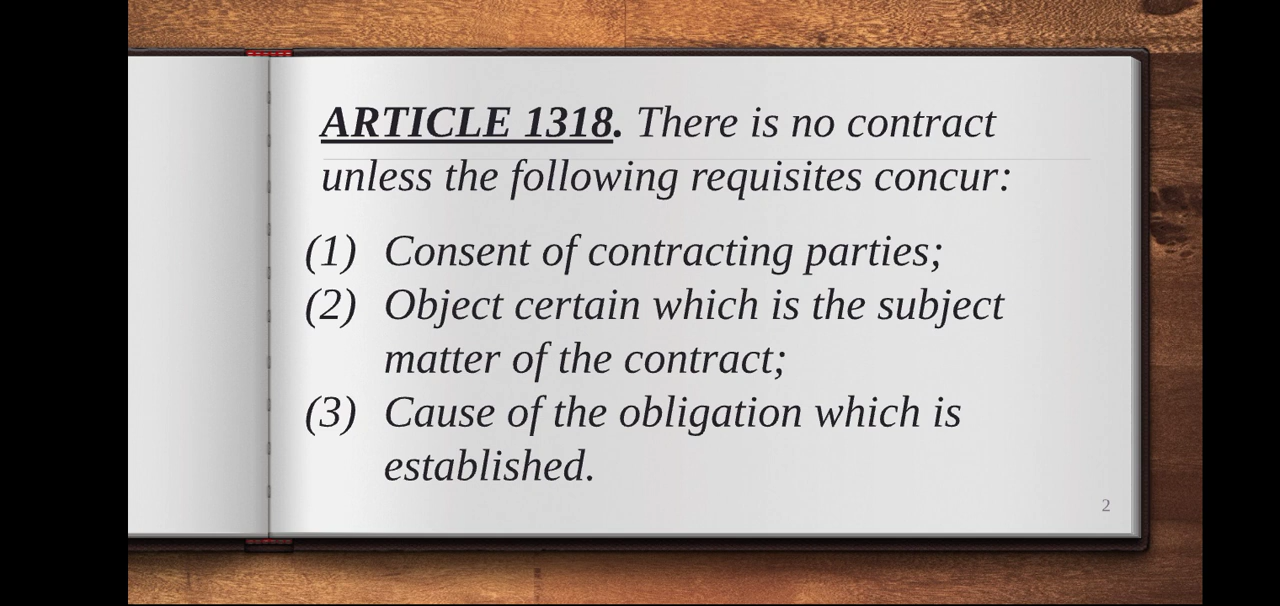 ARTICLE 1318. There is no contract
unless the following requisites concur:
(1) Consent of contracting parties;
(2) Object certain which is the subject
matter of the contract;
(3) Cause of the obligation which is
established.
2